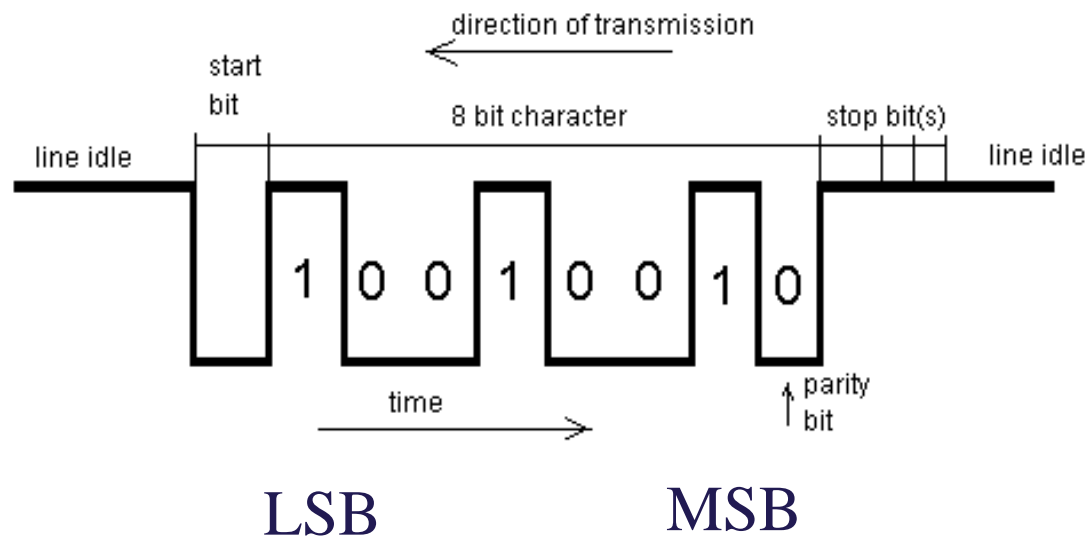 direction of transmission
start
bit
8 bit character
stop bit(s)
line idle
line idle
1 0 0 1 0 0 1 0
time
parity
bit
LSB MSB